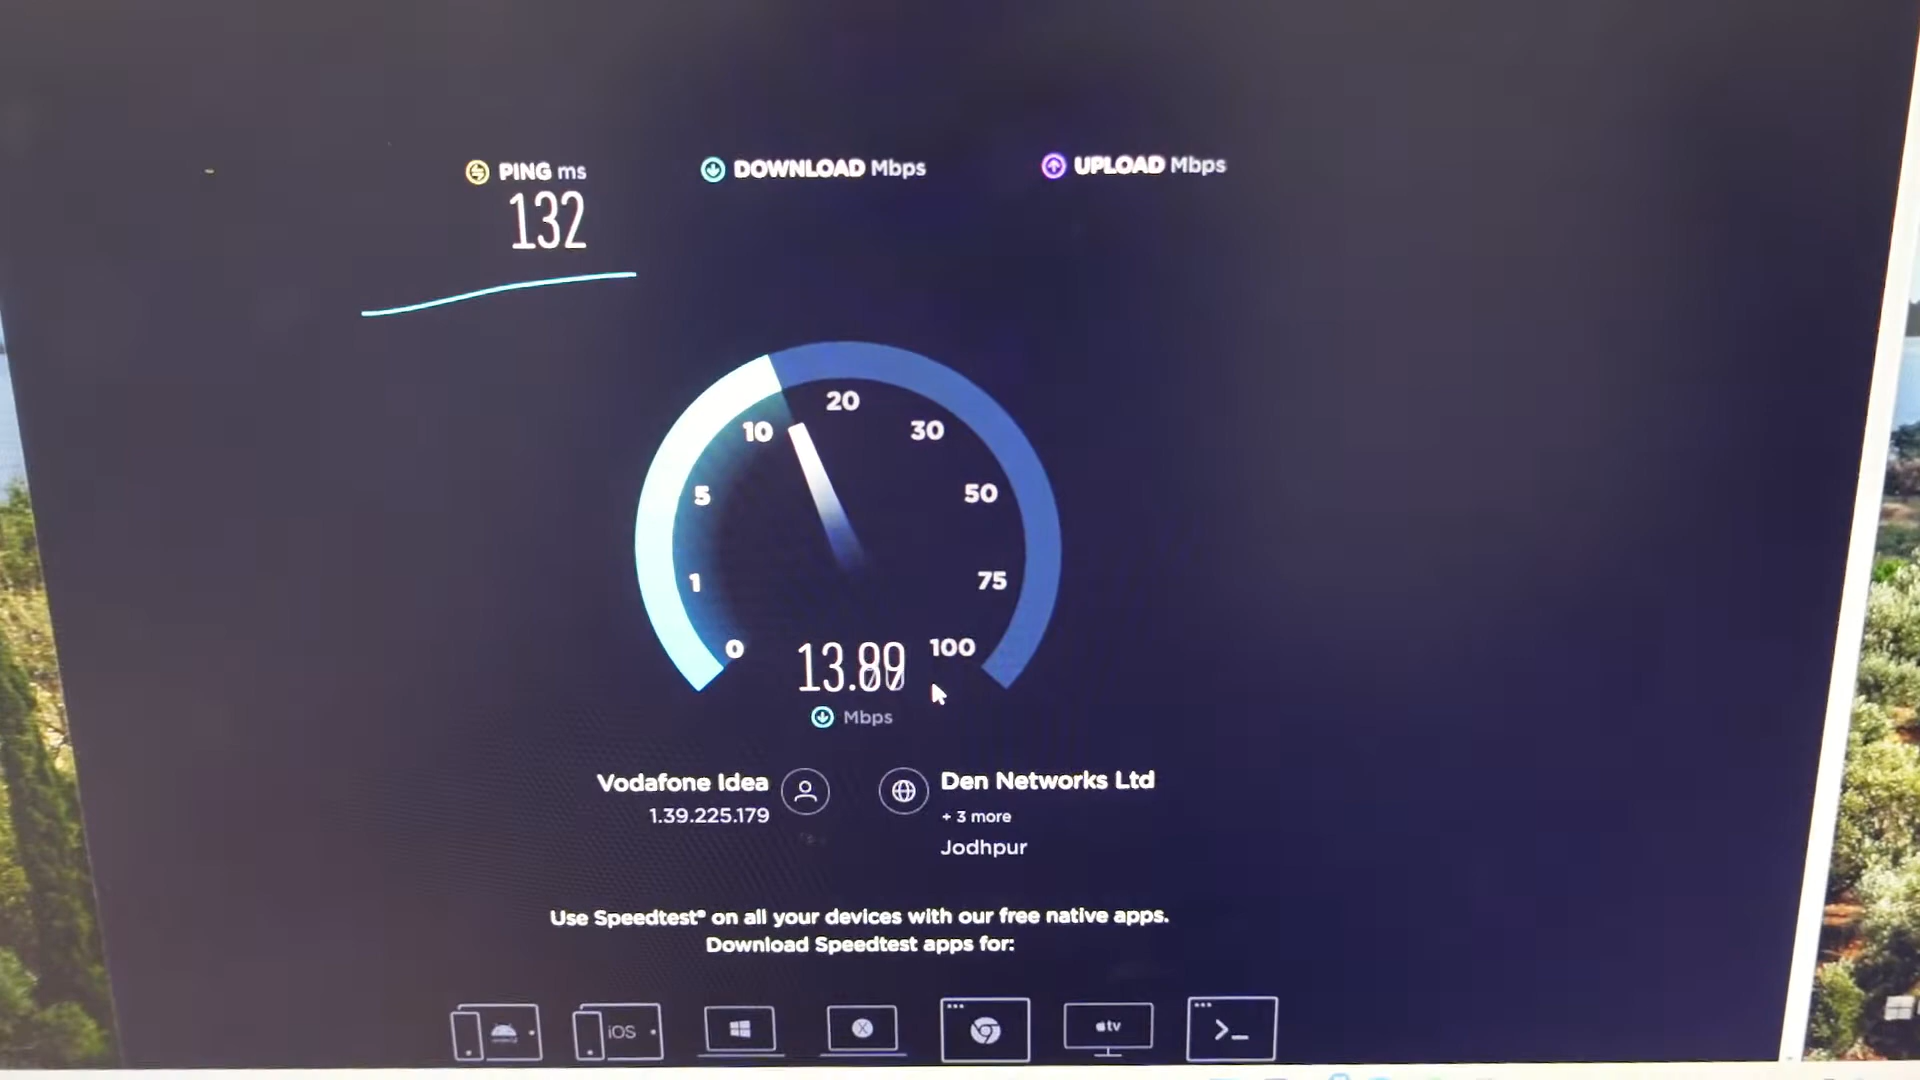 PING ms
132
DOWNLOAD Mbps
UPLOAD Mbps
0
1
5
10
20
30
50
75
100
Mbps
Vodafone Idea
1.39.225.179
Den Networks Ltd
+ 3 more
Jodhpur
Use Speedtest® on all your devices with our free native apps.
Download Speedtest apps for:
iOS
tv